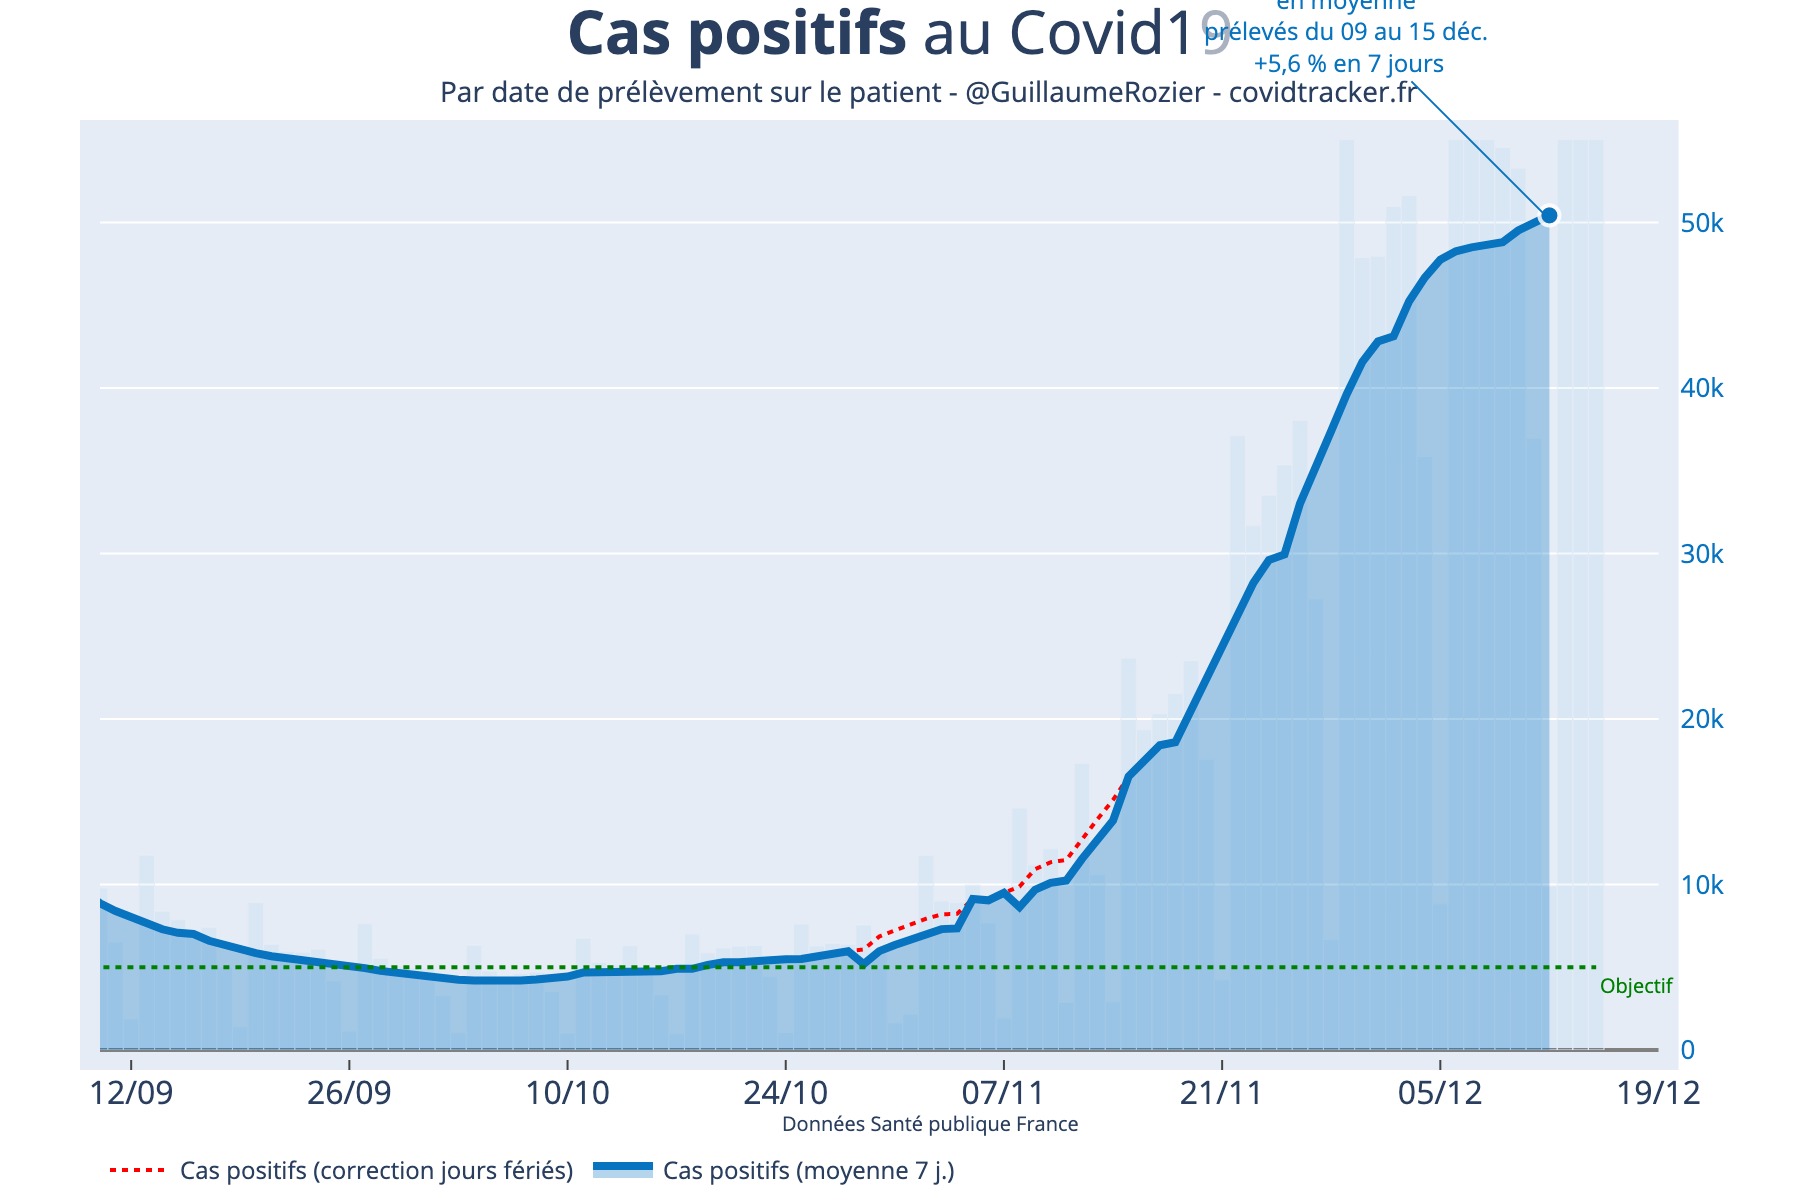 en moyenne
prélevés du 09 au 15 déc.
+5,6 % en 7 jours
Cas positifs au Covid19
Par date de prélèvement sur le patient - @GuillaumeRozier - covidtracker.fr
50k
40k
30k
20k
10k
Objectif
0
12/09 26/09 10/10 24/10 07/11 21/11 05/12 19/12
Données Santé publique France
Cas positifs (correction jours fériés) Cas positifs (moyenne 7 j.)